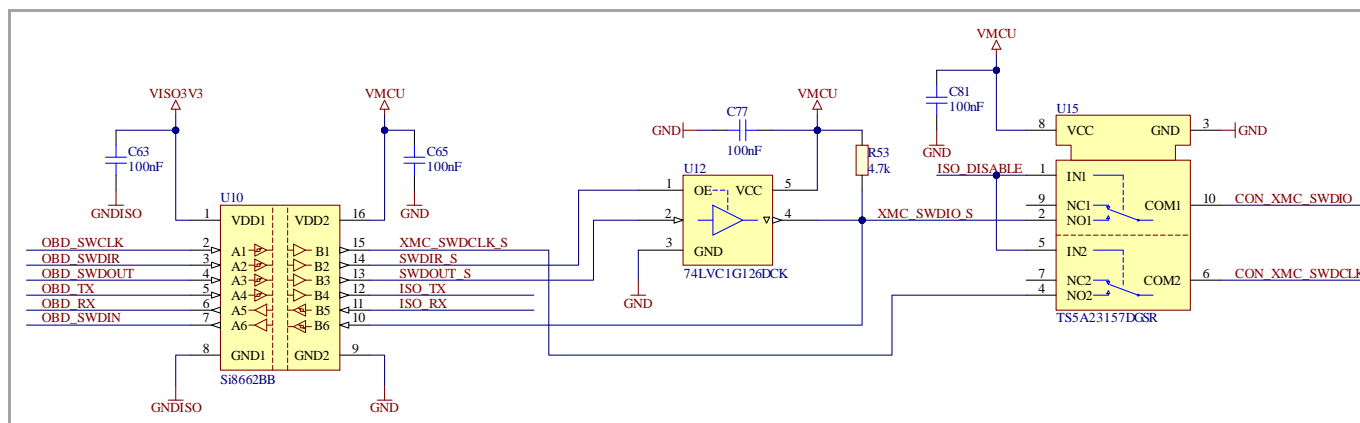 VMCU
C81
100nF
GND
U15
8
VCC
GND
3
GND
VISO3V3
C63
100nF
GNDISO
VMCU
C65
100nF
GND
C77
GND
100nF
VMCU
R53
4.7k
U12
1
OE
VCC
5
2
4
3
GND
74LVC1G126DCK
GND
XMC_SWDIO_S
ISO_DISABLE
1
IN1
9
NC1
COM1
10
CON_XMC_SWDIO
2
NO1
5
IN2
7
NC2
COM2
6
CON_XMC_SWDCLK
4
NO2
TS5A23157DGSR
U10
1
VDD1
VDD2
16
OBD_SWCLK
2
A1
B1
15
XMC_SWDCLK_S
OBD_SWDIR
3
A2
B2
14
SWDIR_S
OBD_SWDOUT
4
A3
B3
13
SWDOUT_S
OBD_TX
5
A4
B4
12
ISO_TX
OBD_RX
6
A5
B5
11
ISO_RX
OBD_SWDIN
7
A6
B6
10
8
GND1
GND2
9
Si8662BB
GNDISO
GND